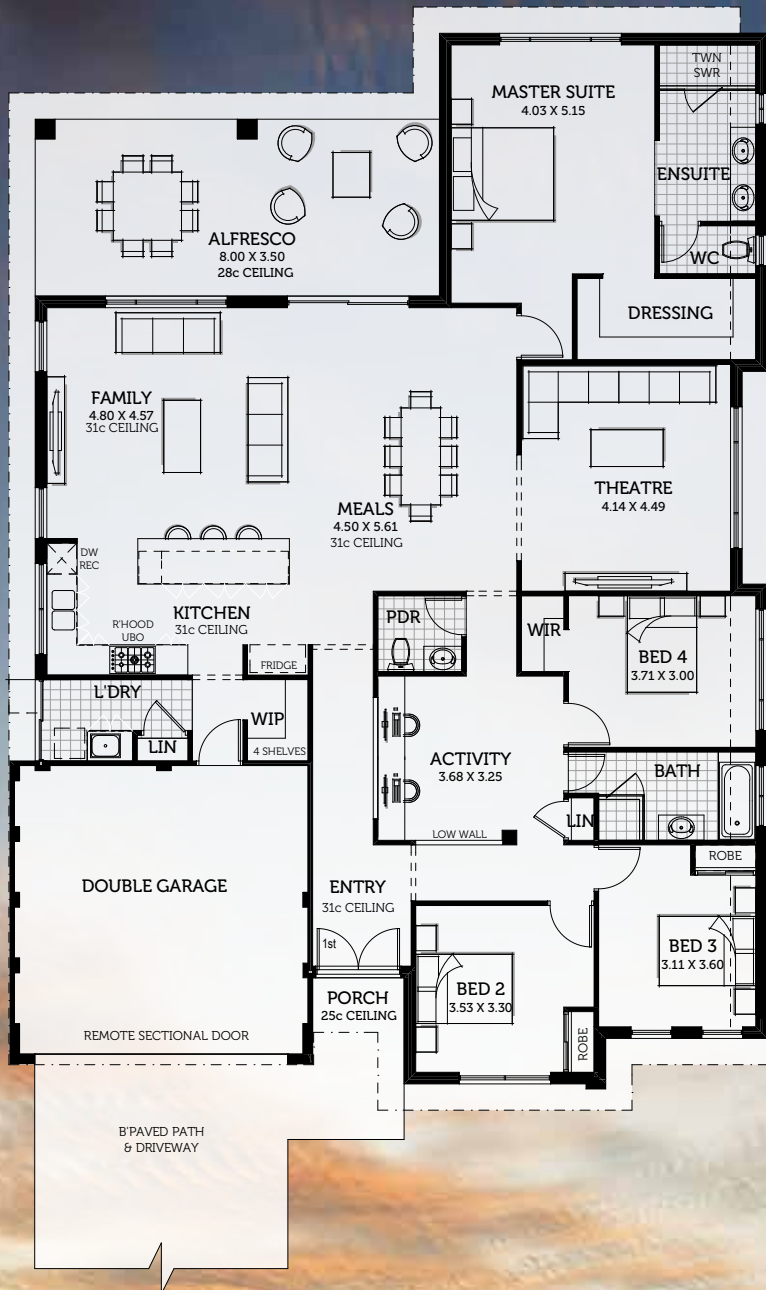 TWN
SWR
MASTER SUITE
4.03 X 5.15
ENSUITE
WC
ALFRESCO
8.00 X 3.50
28c CEILING
DRESSING
FAMILY
4.80 X 4.57
31c CEILING
THEATRE
4.14 X 4.49
MEALS
4.50 X 5.61
31c CEILING
DW
REC
KITCHEN
31c CEILING
R'HOOD
UBO
FRIDGE
PDR
WIR
BED 4
3.71 X 3.00
L'DRY
LIN
WIP
4 SHELVES
ACTIVITY
3.68 X 3.25
BATH
LIN
LOW WALL
ROBE
DOUBLE GARAGE
ENTRY
31c CEILING
1st
BED 3
3.11 X 3.60
BED 2
3.53 X 3.30
PORCH
25c CEILING
REMOTE SECTIONAL DOOR
ROBE
B'PAVED PATH
& DRIVEWAY